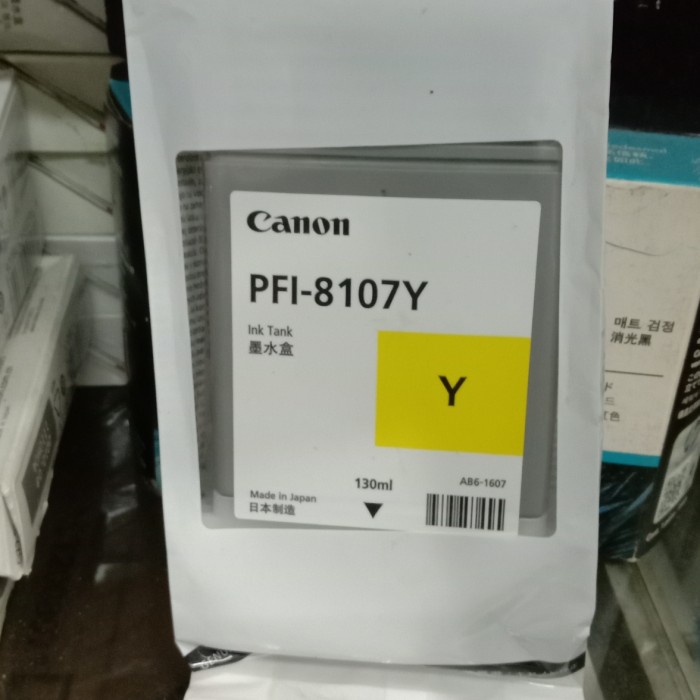 Canon
PFI-8107Y
Ink Tank
墨水盒
Y
130ml
AB6-1607
Made in Japan
日本制造
매트 검정
消光黑